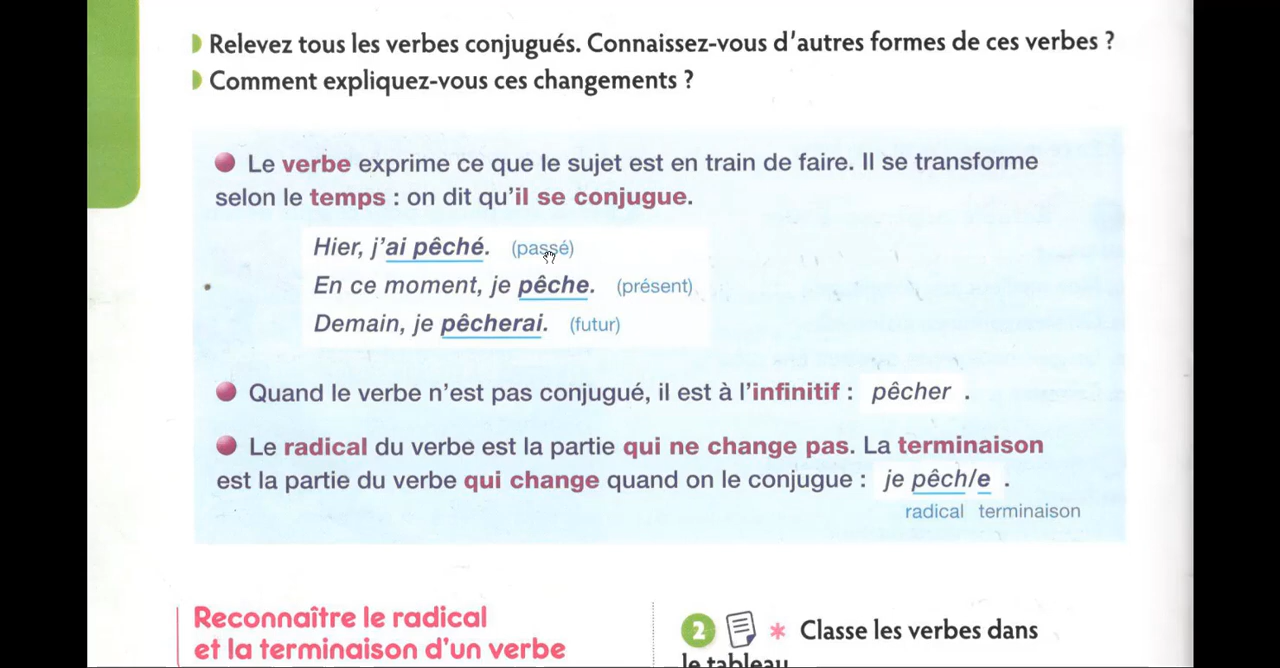 Relevez tous les verbes conjugués. Connaissez-vous d'autres formes de ces verbes ?
Comment expliquez-vous ces changements ?
Le verbe exprime ce que le sujet est en train de faire. Il se transforme
selon le temps : on dit qu'il se conjugue.
Hier, j'ai pêché. (passé)
En ce moment, je pêche. (présent)
Demain, je pêcherai. (futur)
Quand le verbe n'est pas conjugué, il est à l'infinitif : pêcher .
Le radical du verbe est la partie qui ne change pas. La terminaison
est la partie du verbe qui change quand on le conjugue : je pêch/e .
radical terminaison
Reconnaître le radical
et la terminaison d'un verbe
2 * Classe les verbes dans
le tableau